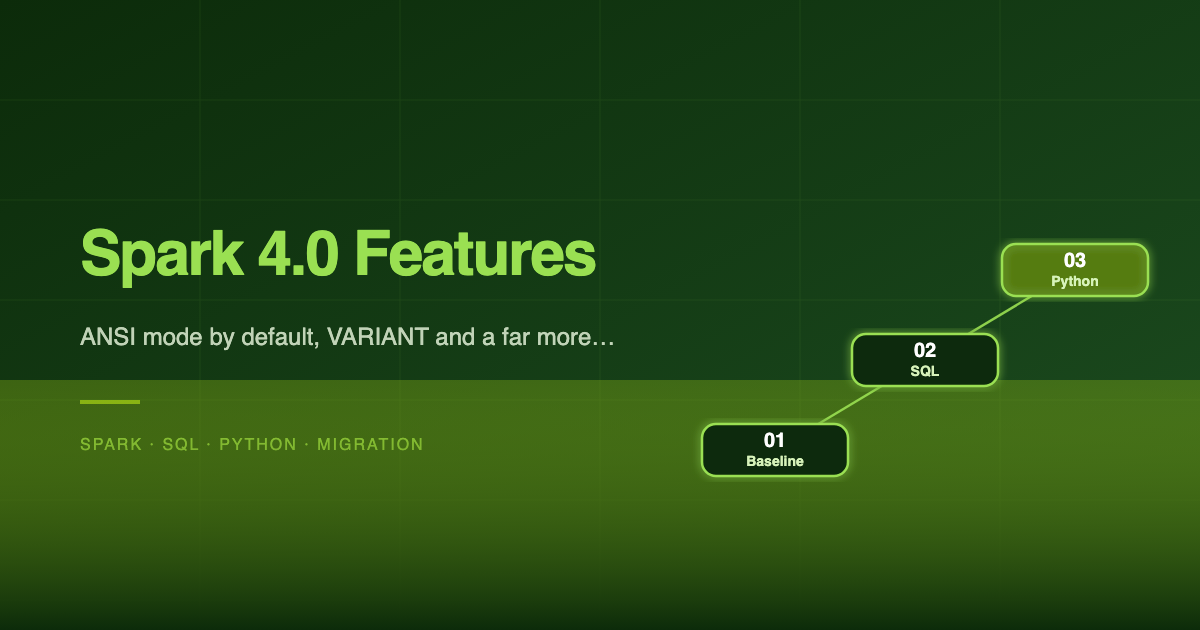 Spark 4.0 Features
ANSI mode by default, VARIANT and a far more...
SPARK · SQL · PYTHON · MIGRATION
03
Python
02
SQL
01
Baseline